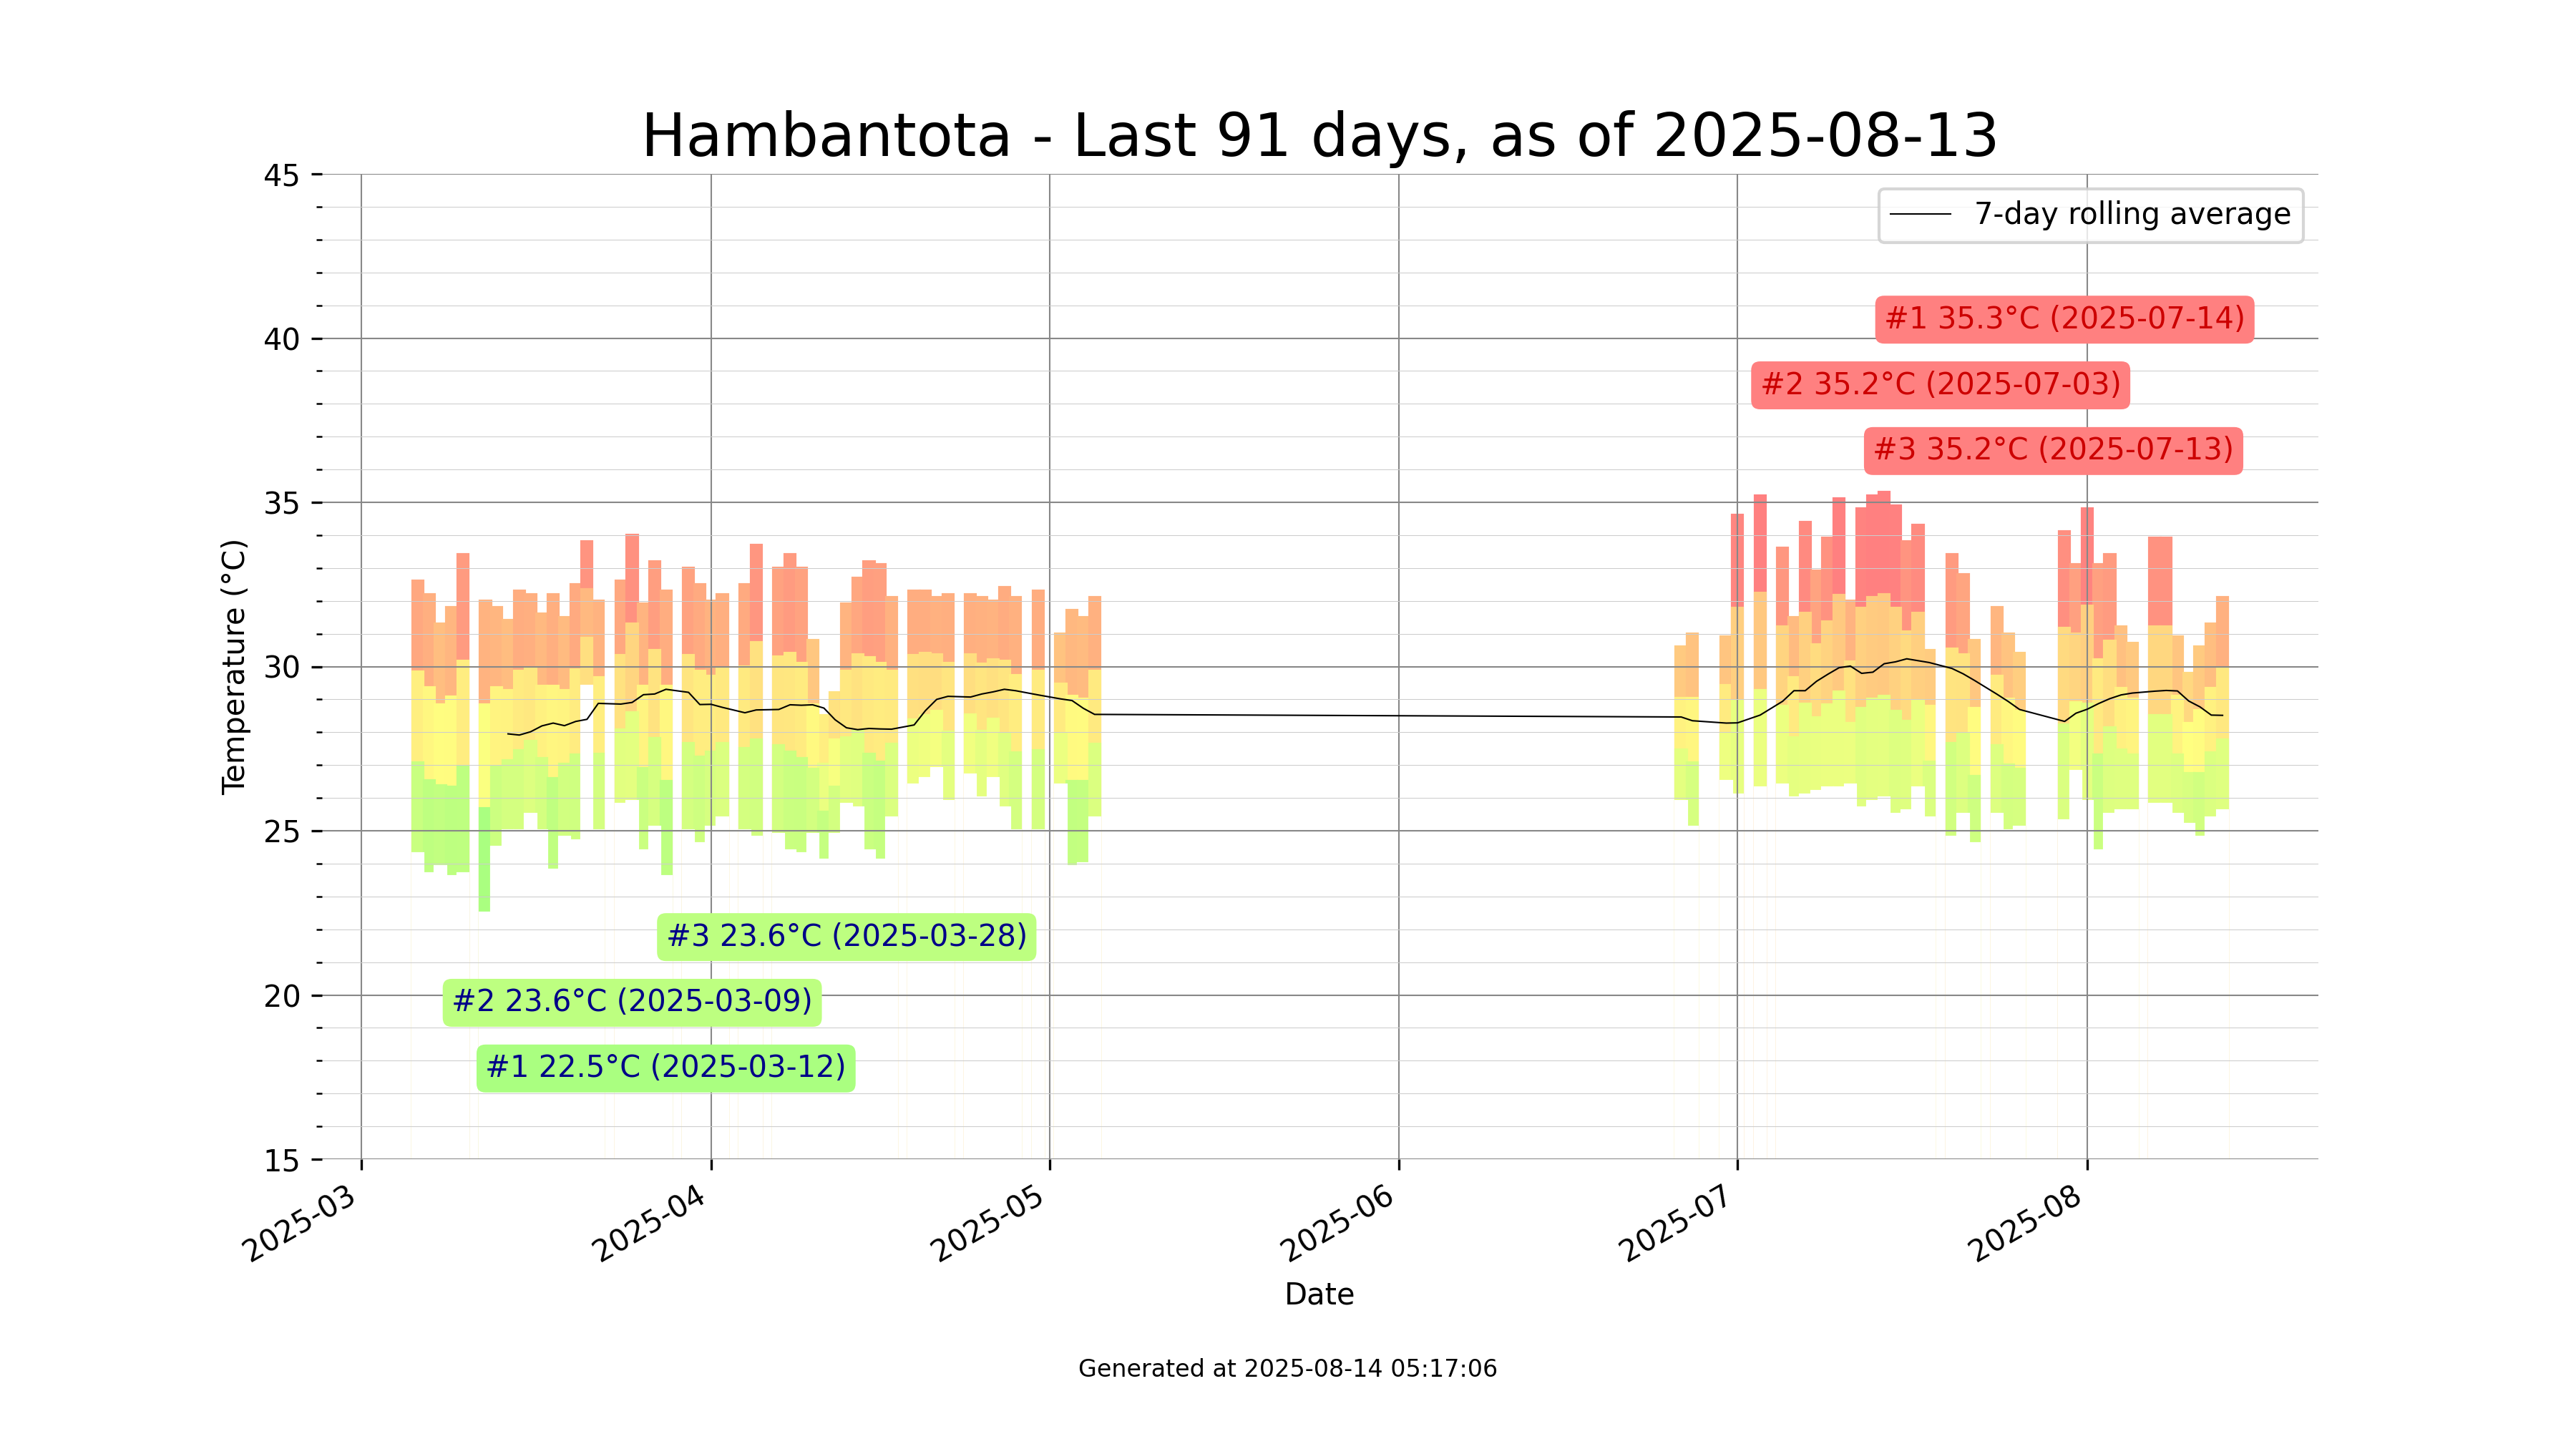 Hambantota - Last 91 days, as of 2025-08-13
45
40
35
30
25
20
15
Temperature (°C)
7-day rolling average
#1 35.3°C (2025-07-14)
#2 35.2°C (2025-07-03)
#3 35.2°C (2025-07-13)
#3 23.6°C (2025-03-28)
#2 23.6°C (2025-03-09)
#1 22.5°C (2025-03-12)
2025-03
2025-04
2025-05
2025-06
2025-07
2025-08
Date
Generated at 2025-08-14 05:17:06